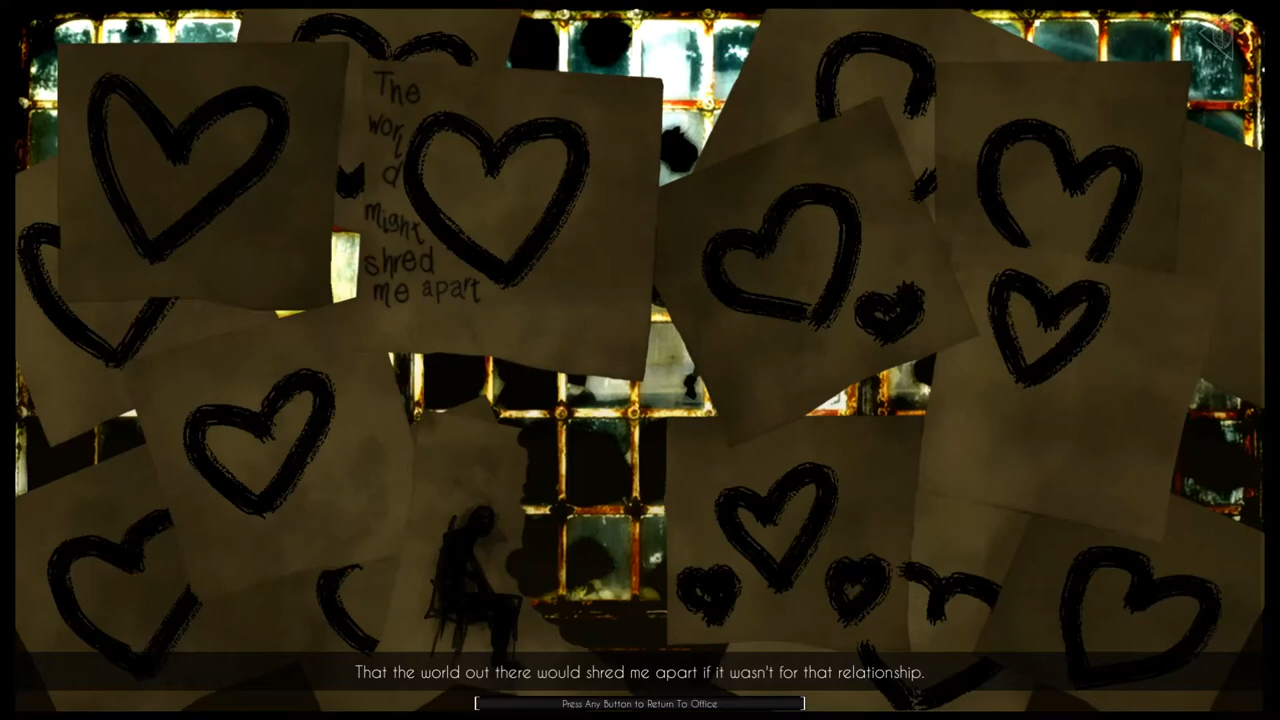 The
worl
d
might
shred
me apart
That the world out there would shred me apart if it wasn't for that relationship.
[ Press Any Button to Return To Office ]